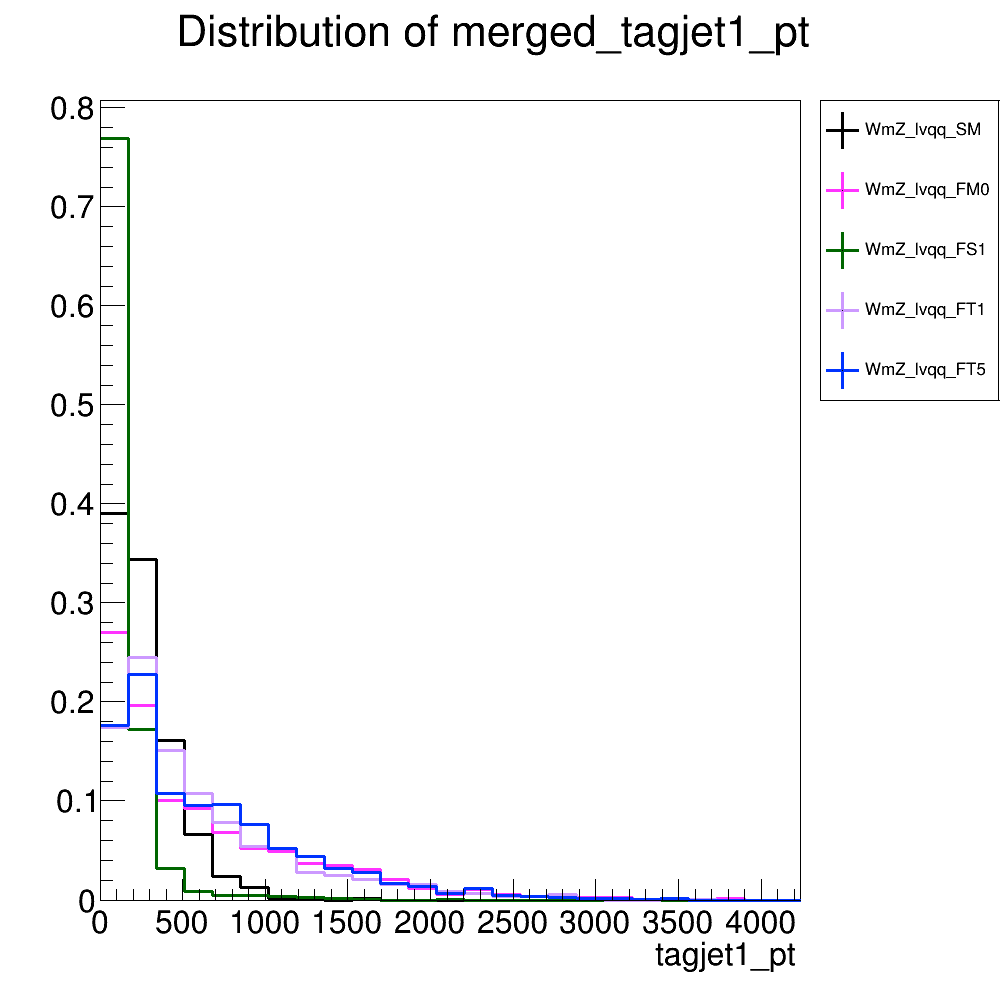 Distribution of merged_tagjet1_pt
0.8
0.7
0.6
0.5
0.4
0.3
0.2
0.1
0
0 500 1000 1500 2000 2500 3000 3500 4000
tagjet1_pt
WmZ_lvqq_SM
WmZ_lvqq_FM0
WmZ_lvqq_FS1
WmZ_lvqq_FT1
WmZ_lvqq_FT5